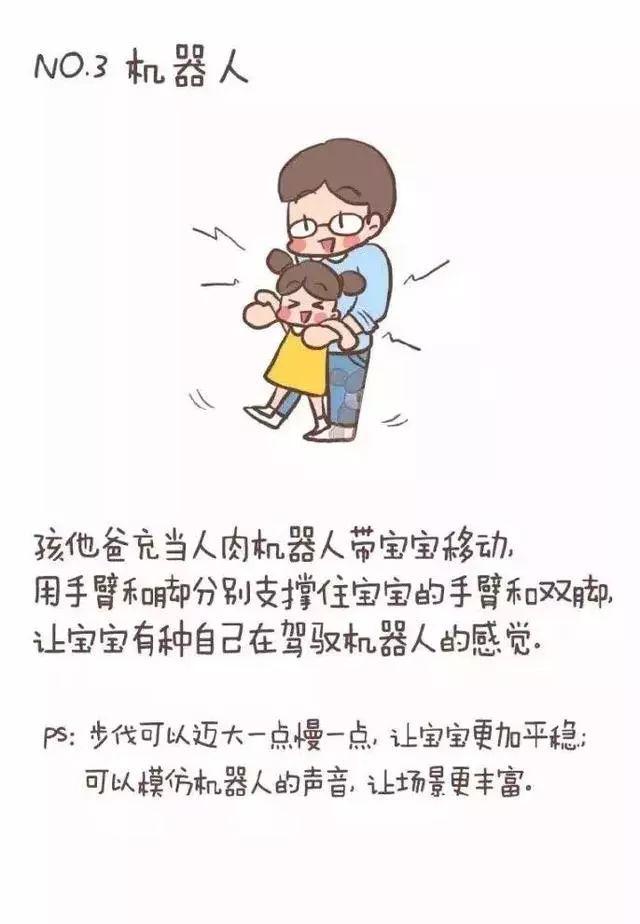 NO.3 机器人
孩他爸充当人肉机器人带宝宝移动,
用手臂和脚分别支撑住宝宝的手臂和双脚,
让宝宝有种自己在驾驭机器人的感觉.
PS: 步伐可以迈大一点慢一点, 让宝宝更加平稳;
可以模仿机器人的声音, 让场景更丰富。